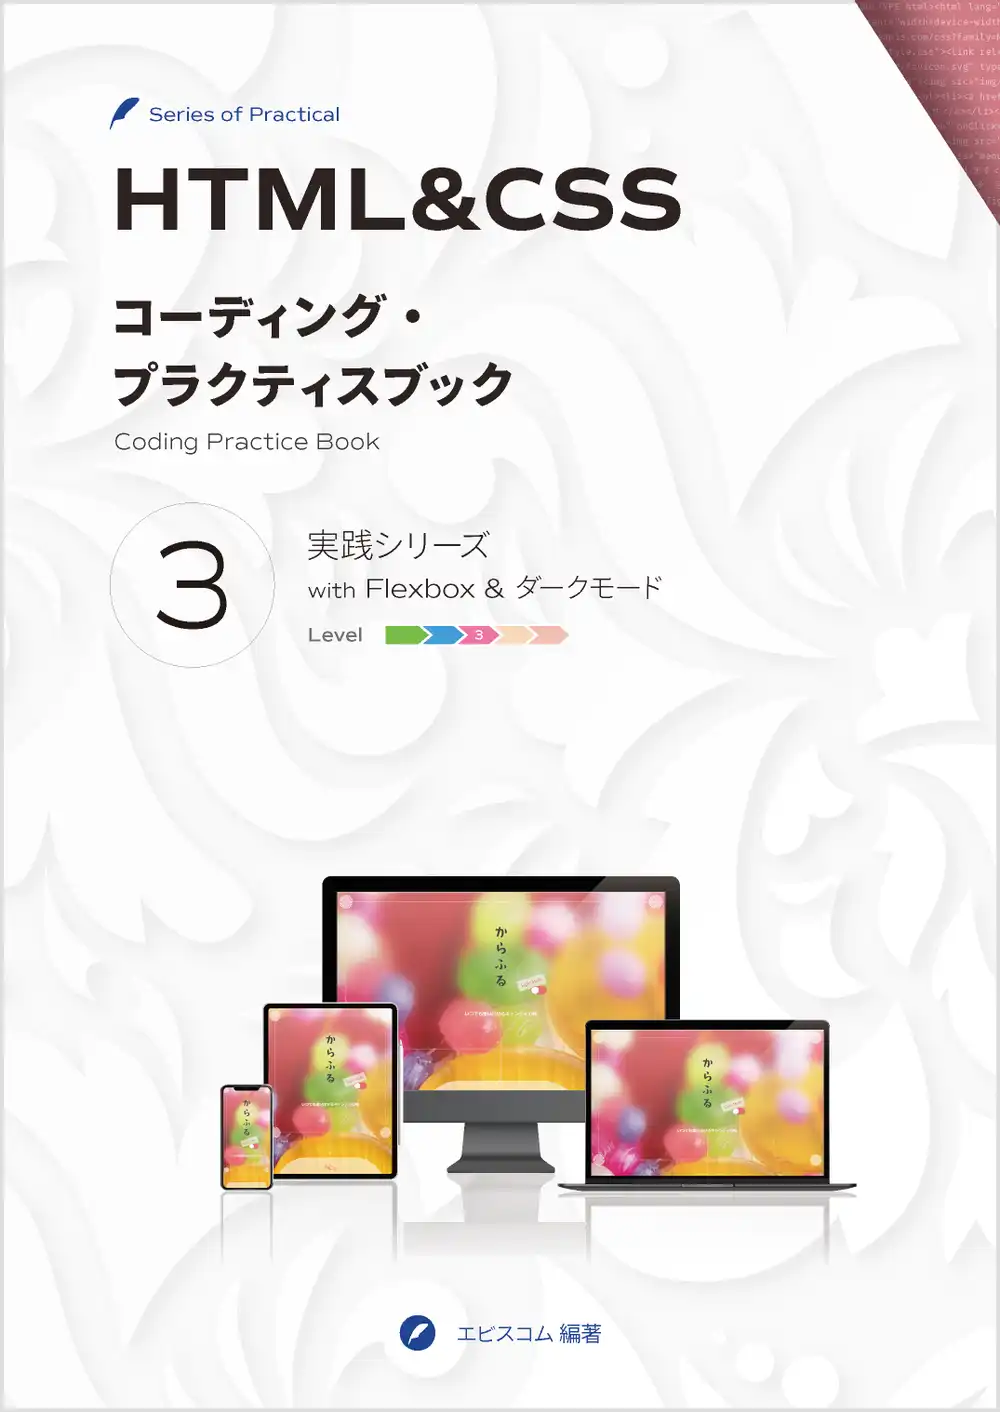 Series of Practical
HTML&CSS
コーディング・
プラクティスブック
Coding Practice Book
3
実践シリーズ
with Flexbox & ダークモード
Level
3
からふる
からふる
からふる
からふる
エビスコム 編著